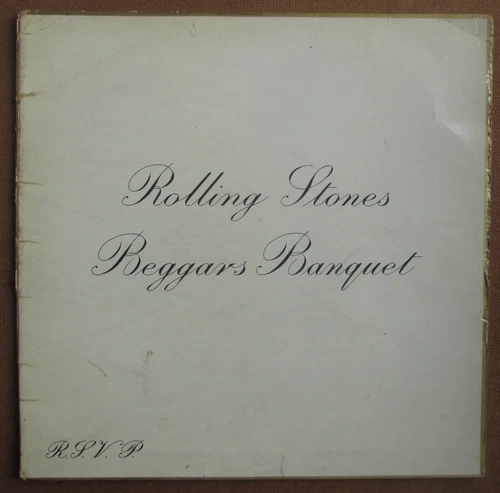 Rolling Stones
Beggars Banquet
R.S.V.P.